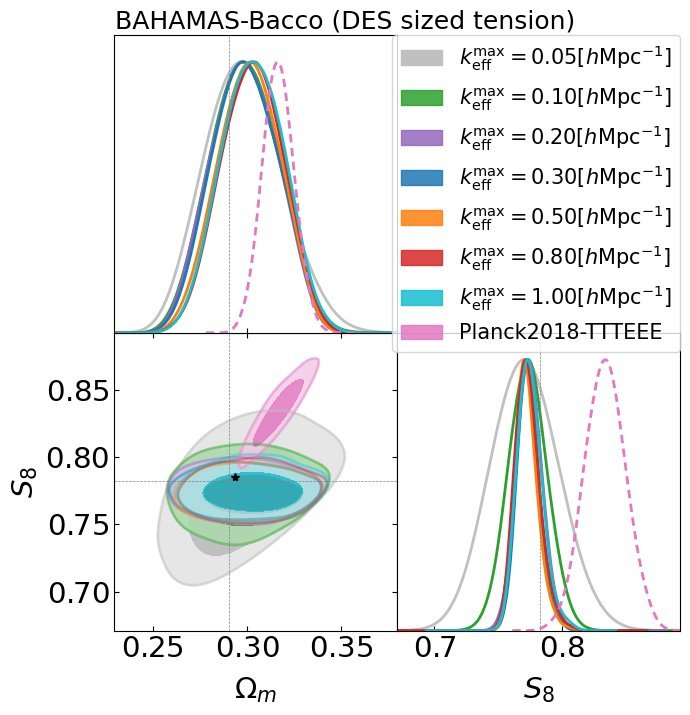 BAHAMAS-Bacco (DES sized tension)
k_eff^max = 0.05[hMpc⁻¹]
k_eff^max = 0.10[hMpc⁻¹]
k_eff^max = 0.20[hMpc⁻¹]
k_eff^max = 0.30[hMpc⁻¹]
k_eff^max = 0.50[hMpc⁻¹]
k_eff^max = 0.80[hMpc⁻¹]
k_eff^max = 1.00[hMpc⁻¹]
Planck2018-TTTEEE
0.85
0.80
0.75
0.70
S₈
0.25 0.30 0.35
Ωₘ
0.7 0.8
S₈